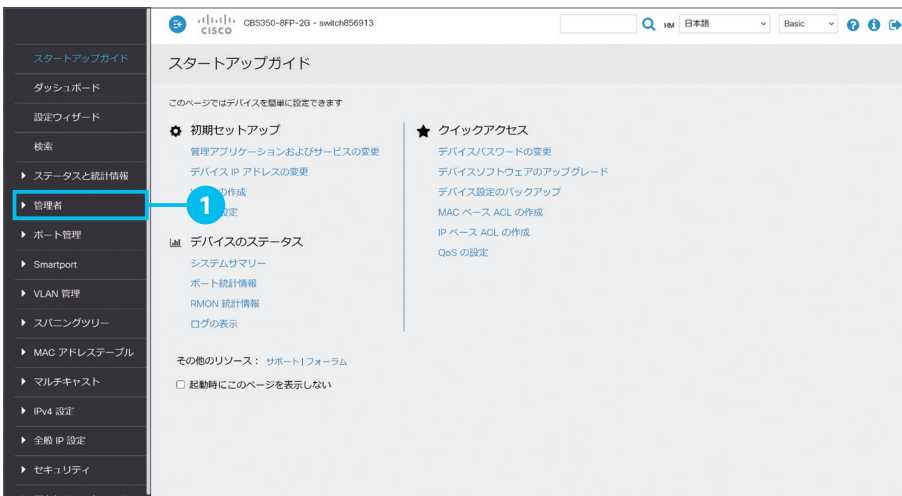 CISCO
CBS350-8FP-2G - switch856913
HM
日本語
Basic
スタートアップガイド
ダッシュボード
設定ウィザード
検索
ステータスと統計情報
管理者
ポート管理
Smartport
VLAN 管理
スパニングツリー
MAC アドレステーブル
マルチキャスト
IPv4 設定
全般 IP 設定
セキュリティ
スタートアップガイド
このページではデバイスを簡単に設定できます
初期セットアップ
管理アプリケーションおよびサービスの変更
デバイス IP アドレスの変更
の作成
設定
1
デバイスのステータス
システムサマリー
ポート統計情報
RMON 統計情報
ログの表示
クイックアクセス
デバイスパスワードの変更
デバイスソフトウェアのアップグレード
デバイス設定のバックアップ
MAC ベース ACL の作成
IP ベース ACL の作成
QoS の設定
その他のリソース： サポート | フォーラム
起動時にこのページを表示しない